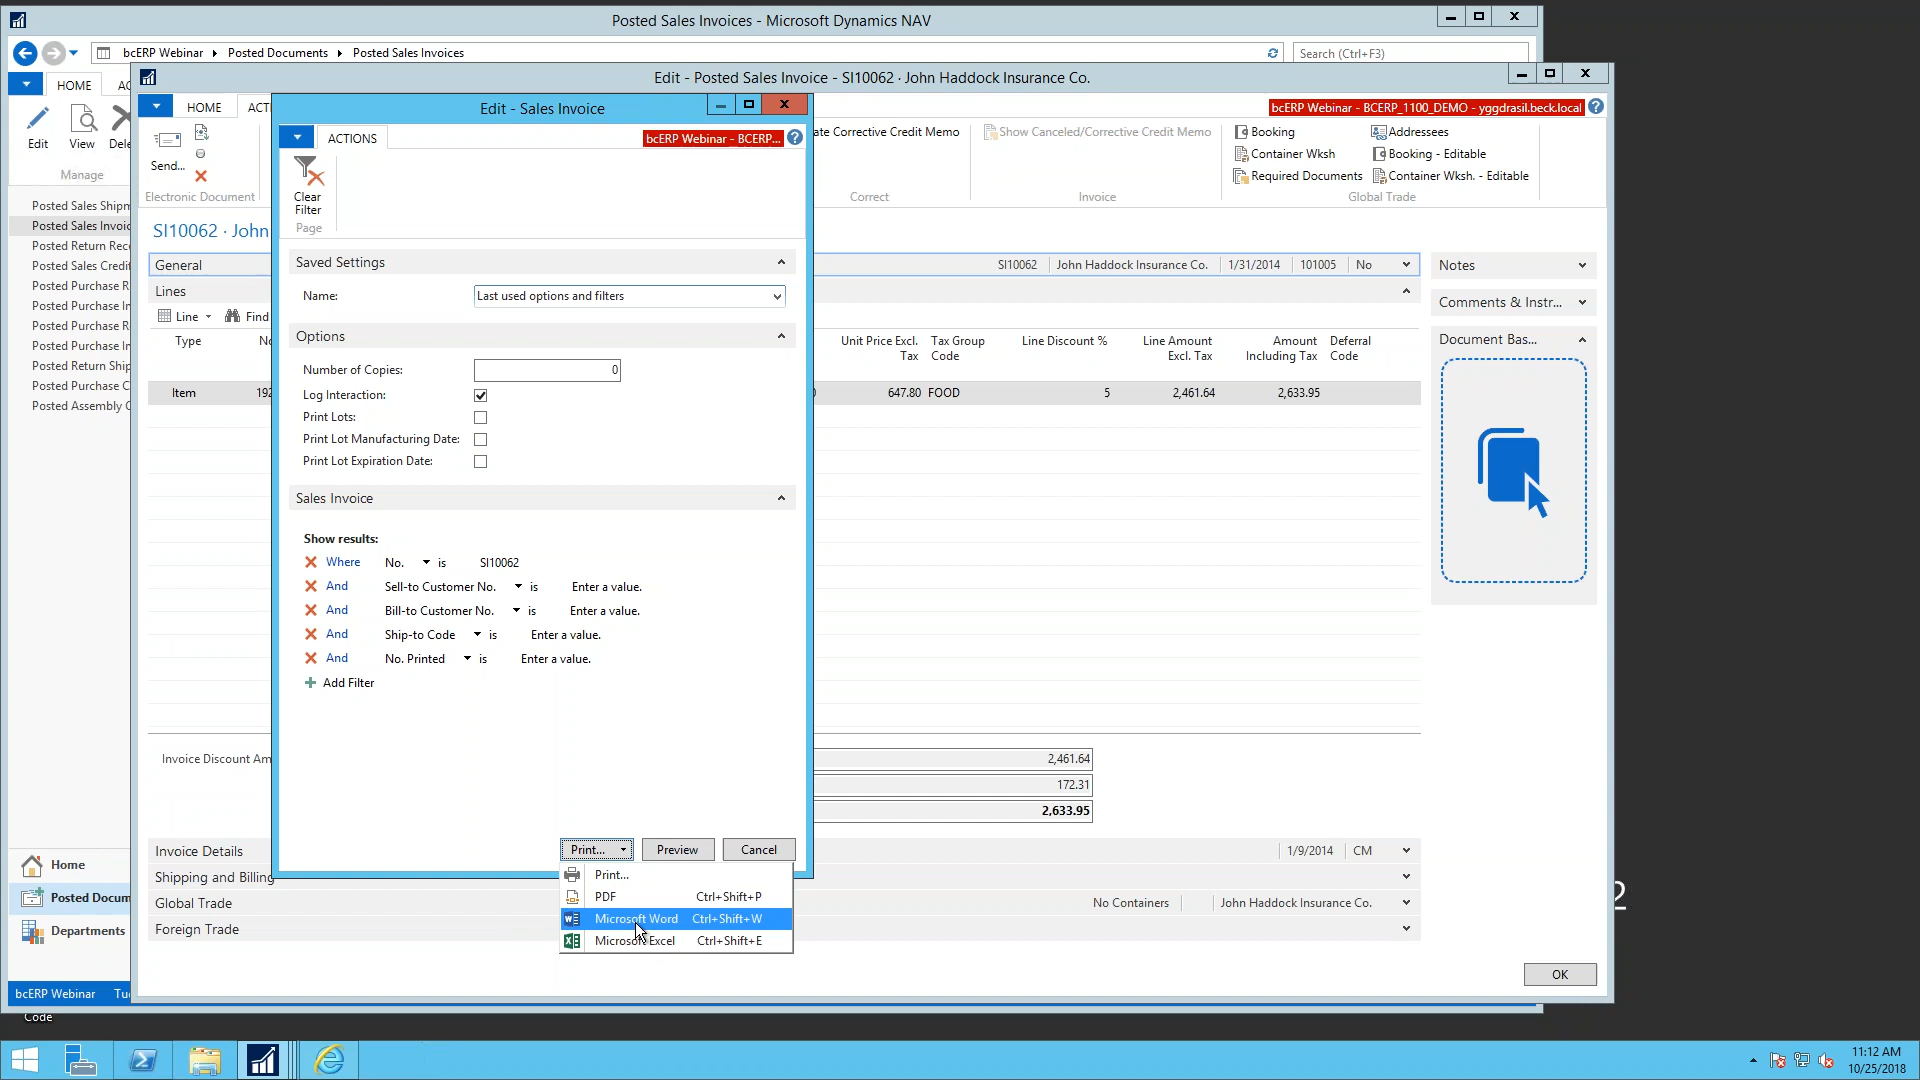 Posted Sales Invoices - Microsoft Dynamics NAV
bcERP Webinar
Posted Documents
Posted Sales Invoices
Search (Ctrl+F3)
HOME
AC
Edit
View
Dele
Manage
Posted Sales Shipn
Posted Sales Invoic
Posted Return Rec
Posted Sales Credit
Posted Purchase R
Posted Purchase In
Posted Purchase R
Posted Purchase In
Posted Return Ship
Posted Purchase C
Posted Assembly O
Home
Posted Docum
Departments
bcERP Webinar
Tue
Code
Edit - Posted Sales Invoice - SI10062 · John Haddock Insurance Co.
HOME
ACTI
bcERP Webinar - BCERP_1100_DEMO - yggdrasil.beck.local
Send...
Electronic Document
ate Corrective Credit Memo
Correct
Show Canceled/Corrective Credit Memo
Invoice
Booking
Addressees
Container Wksh
Booking - Editable
Required Documents
Container Wksh. - Editable
Global Trade
SI10062 · John
General
SI10062
John Haddock Insurance Co.
1/31/2014
101005
No
Lines
Line
Find
Type
No
Unit Price Excl. Tax
Tax Group Code
Line Discount %
Line Amount Excl. Tax
Amount Including Tax
Deferral Code
Item
192
647.80
FOOD
5
2,461.64
2,633.95
Invoice Discount Am
2,461.64
172.31
2,633.95
Invoice Details
1/9/2014
CM
Shipping and Billing
Global Trade
No Containers
John Haddock Insurance Co.
Foreign Trade
Notes
Comments & Instr...
Document Bas...
OK
Edit - Sales Invoice
ACTIONS
bcERP Webinar - BCERP...
Clear
Filter
Page
Saved Settings
Name:
Last used options and filters
Options
Number of Copies:
0
Log Interaction:
Print Lots:
Print Lot Manufacturing Date:
Print Lot Expiration Date:
Sales Invoice
Show results:
Where No. is SI10062
And Sell-to Customer No. is Enter a value.
And Bill-to Customer No. is Enter a value.
And Ship-to Code is Enter a value.
And No. Printed is Enter a value.
Add Filter
Print...
Preview
Cancel
Print...
PDF Ctrl+Shift+P
Microsoft Word Ctrl+Shift+W
Microsoft Excel Ctrl+Shift+E
2
11:12 AM
10/25/2018